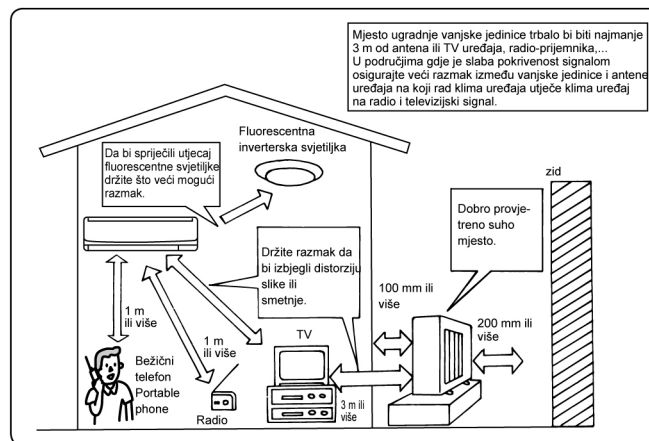 Mjesto ugradnje vanjske jedinice trbalo bi biti najmanje
3 m od antena ili TV uređaja, radio-prijemnika,...
U područjima gdje je slaba pokrivenost signalom
osigurajte veći razmak između vanjske jedinice i antene
uređaja na koji rad klima uređaja utječe klima uređaj
na radio i televizijski signal.
Fluorescentna
inverterska svjetiljka
Da bi spriječili utjecaj
fluorescentne svjetiljke
držite što veći mogući
razmak.
zid
Dobro provje-
treno suho
mjesto.
Držite razmak da
bi izbjegli distorziju
slike ili
smetnje.
100 mm ili
više
200 mm ili
više
1 m
ili više
1 m
ili više
TV
Bežični
telefon
Portable
phone
Radio
3 m ili
više